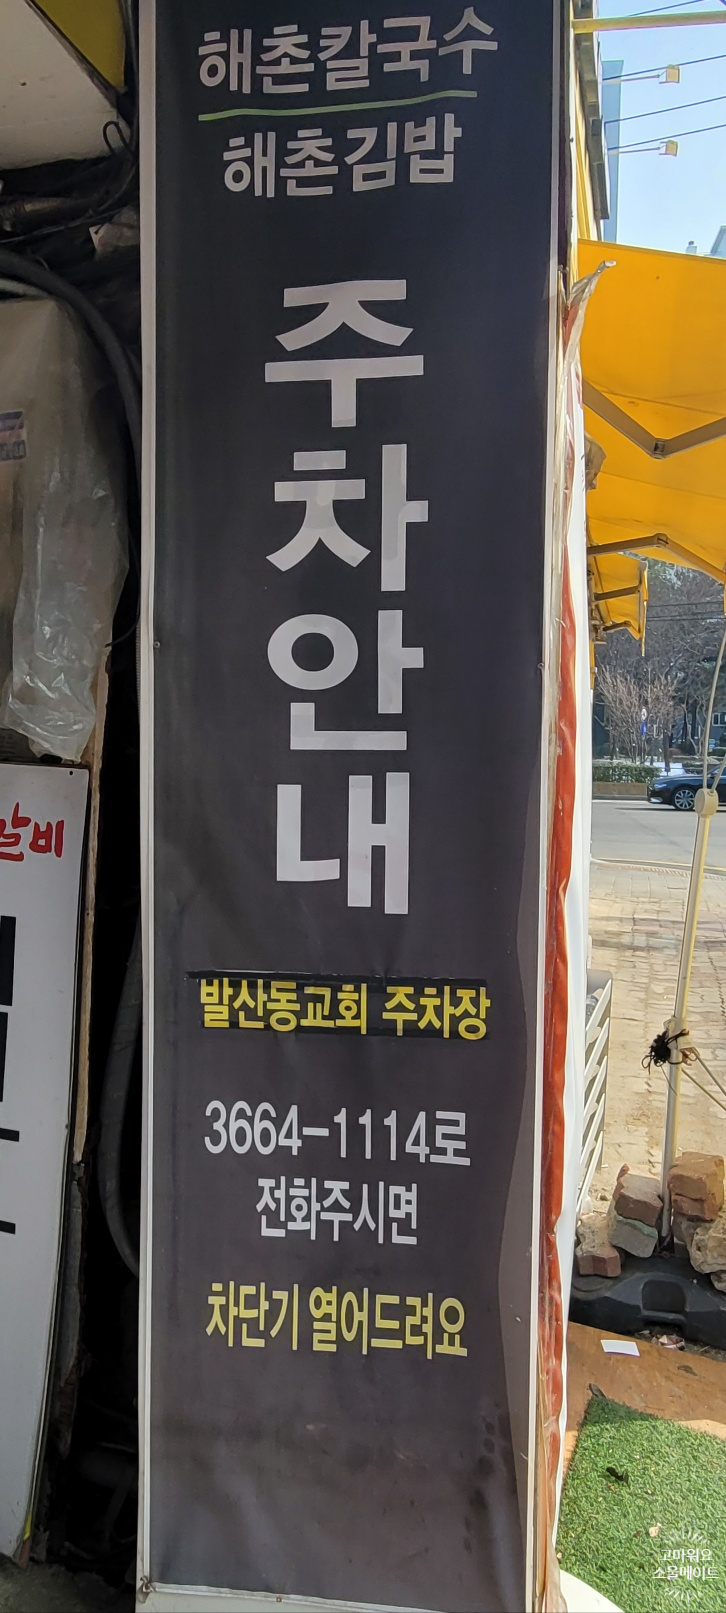 해촌칼국수
해촌김밥
주차안내
발산동교회 주차장
3664-1114로
전화주시면
차단기 열어드려요
갈비
고마워요
소울메이트